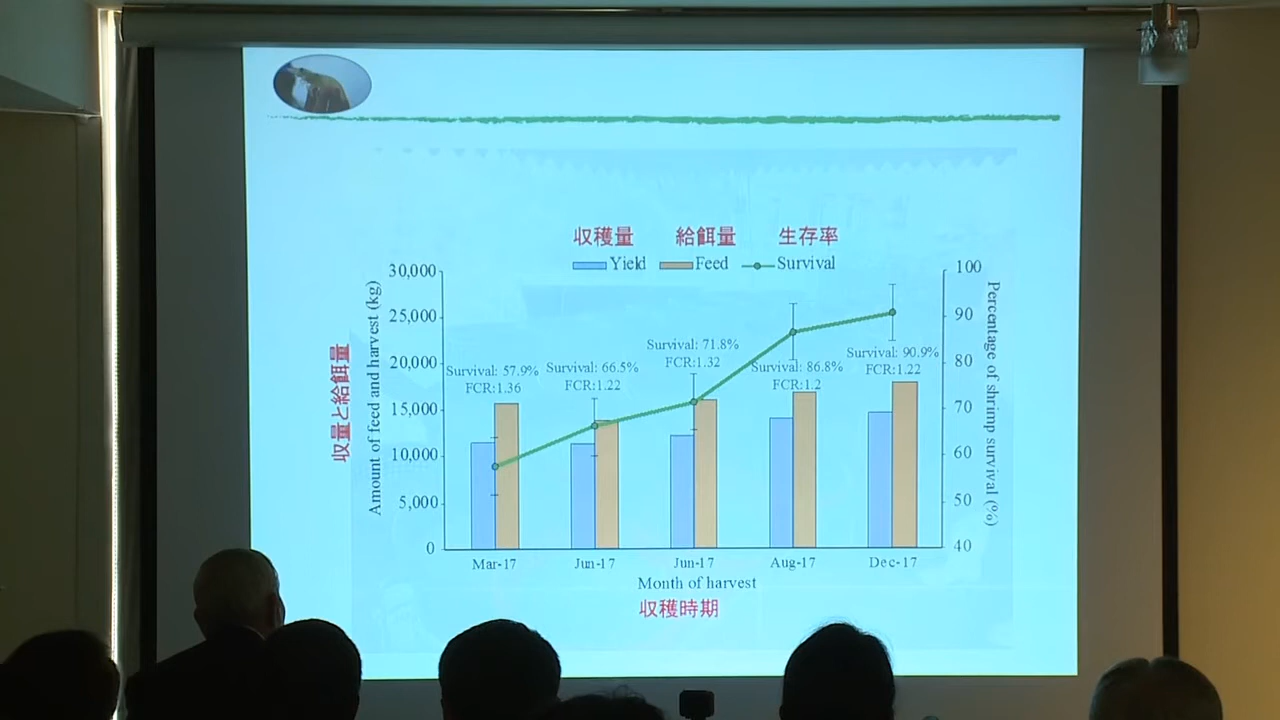 収穫量 給餌量 生存率
Yield Feed Survival
30,000
25,000
20,000
15,000
10,000
5,000
0
Amount of feed and harvest (kg)
収量と給餌量
100
90
80
70
60
50
40
Percentage of shrimp survival (%)
Survival: 57.9%
FCR:1.36
Survival: 66.5%
FCR:1.22
Survival: 71.8%
FCR:1.32
Survival: 86.8%
FCR:1.2
Survival: 90.9%
FCR:1.22
Mar-17 Jun-17 Jun-17 Aug-17 Dec-17
Month of harvest
収穫時期